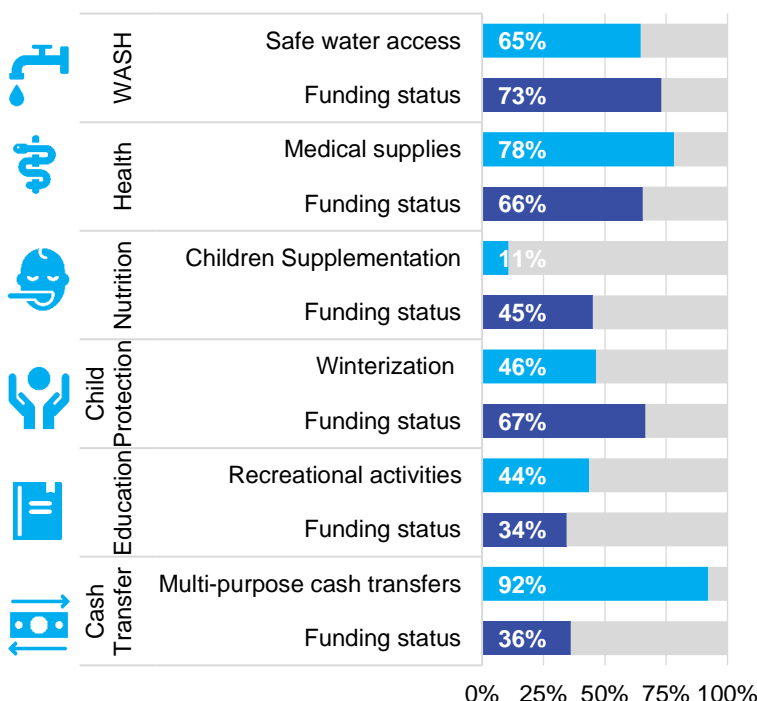 WASH
Safe water access 65%
Funding status 73%
Health
Medical supplies 78%
Funding status 66%
Nutrition
Children Supplementation 11%
Funding status 45%
Child
Protection
Winterization 46%
Funding status 67%
Education
Recreational activities 44%
Funding status 34%
Cash
Transfer
Multi-purpose cash transfers 92%
Funding status 36%
0% 25% 50% 75% 100%